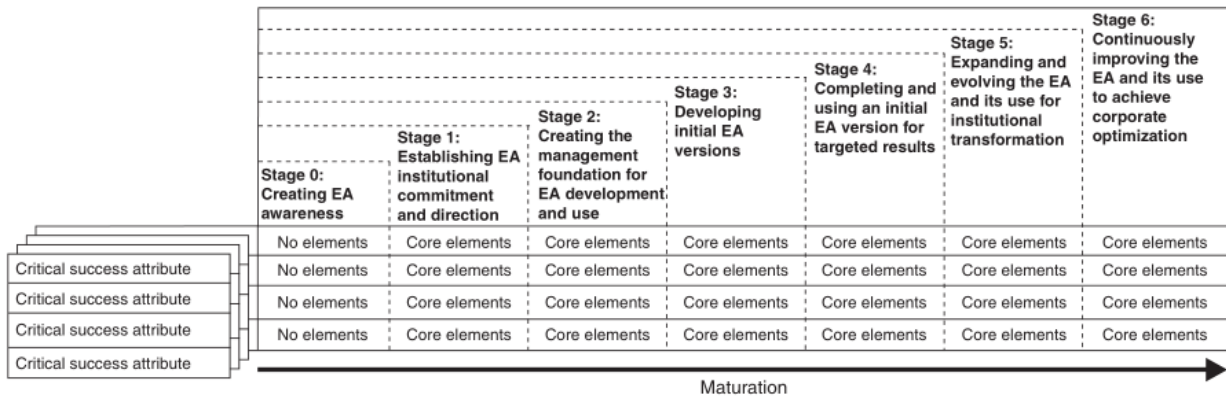 Stage 6:
Continuously
improving the
EA and its use
to achieve
corporate
optimization
Stage 5:
Expanding and
evolving the EA
and its use for
institutional
transformation
Stage 4:
Completing and
using an initial
EA version for
targeted results
Stage 3:
Developing
initial EA
versions
Stage 2:
Creating the
management
foundation for
EA development
and use
Stage 1:
Establishing EA
institutional
commitment
and direction
Stage 0:
Creating EA
awareness
No elements Core elements Core elements Core elements Core elements Core elements Core elements
Critical success attribute No elements Core elements Core elements Core elements Core elements Core elements Core elements
Critical success attribute No elements Core elements Core elements Core elements Core elements Core elements Core elements
Critical success attribute No elements Core elements Core elements Core elements Core elements Core elements Core elements
Critical success attribute
Maturation